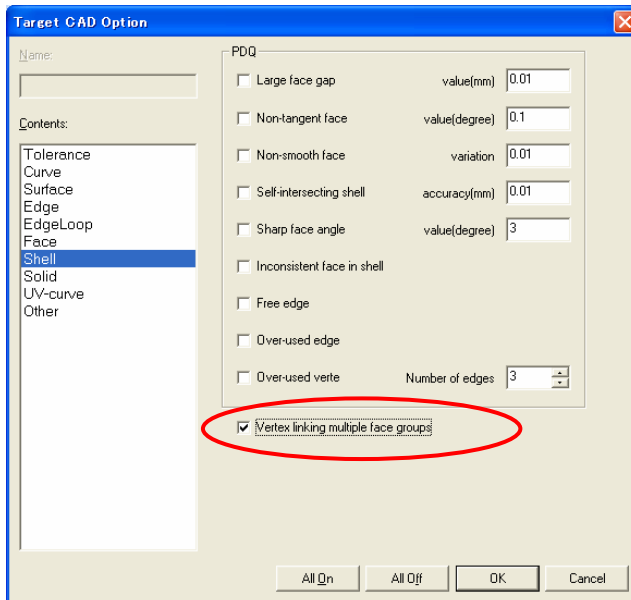 Target CAD Option
Name:
Contents:
Tolerance
Curve
Surface
Edge
EdgeLoop
Face
Shell
Solid
UV-curve
Other
PDQ
Large face gap value(mm) 0.01
Non-tangent face value(degree) 0.1
Non-smooth face variation 0.01
Self-intersecting shell accuracy(mm) 0.01
Sharp face angle value(degree) 3
Inconsistent face in shell
Free edge
Over-used edge
Over-used verte Number of edges 3
Vertex linking multiple face groups
All On All Off OK Cancel